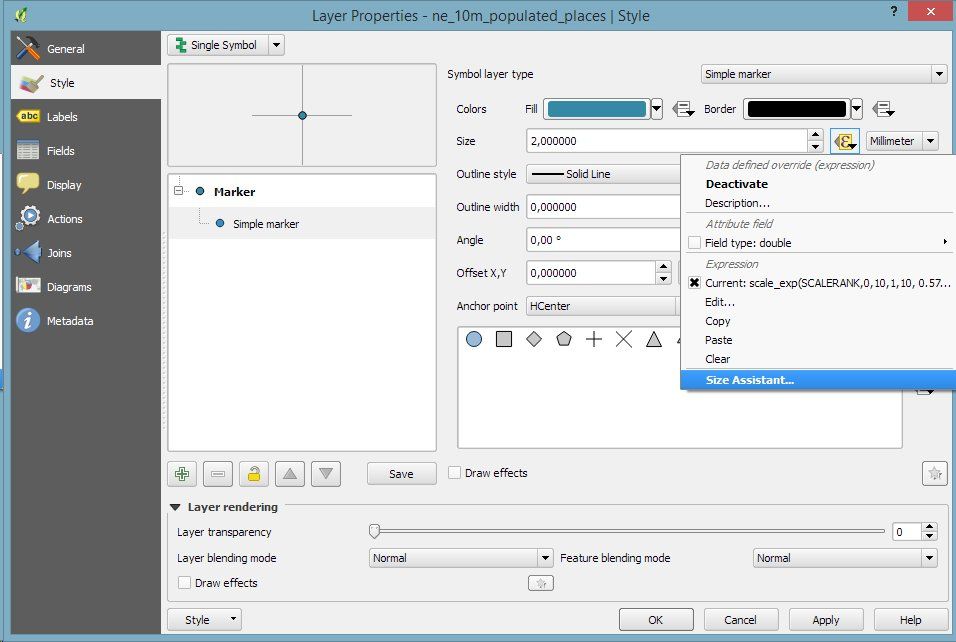 Layer Properties - ne_10m_populated_places | Style
?
General
Style
abc Labels
Fields
Display
Actions
Joins
Diagrams
Metadata
Single Symbol
Marker
Simple marker
Save
Symbol layer type
Simple marker
Colors Fill Border
Size 2,000000 ε Millimeter
Outline style Solid Line
Outline width 0,000000
Angle 0,00 °
Offset X,Y 0,000000
Anchor point HCenter
Data defined override (expression)
Deactivate
Description...
Attribute field
Field type: double
Expression
Current: scale_exp(SCALERANK,0,10,1,10, 0.57...
Edit...
Copy
Paste
Clear
Size Assistant...
Draw effects
Layer rendering
Layer transparency 0
Layer blending mode Normal Feature blending mode Normal
Draw effects
Style OK Cancel Apply Help